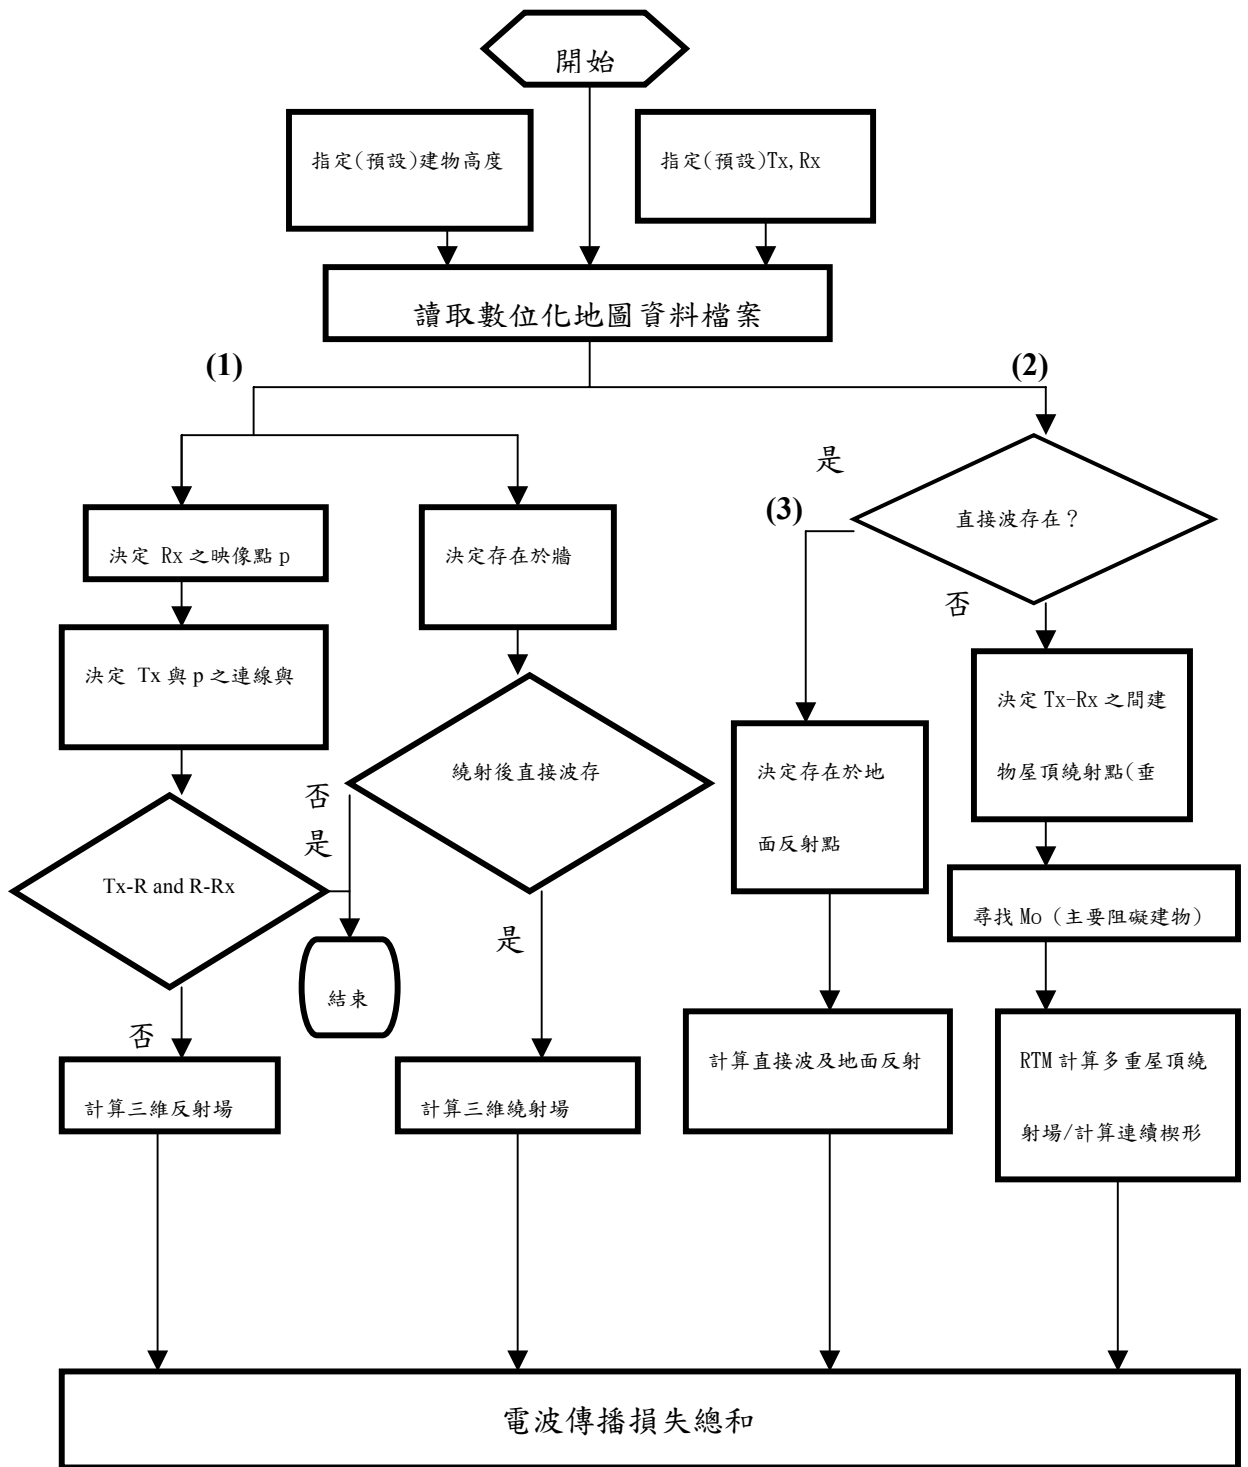 開始
指定(預設)建物高度
指定(預設)Tx,Rx
讀取數位化地圖資料檔案
(1)
(2)
是
(3)
直接波存在？
否
決定 Rx 之映像點 p
決定存在於牆
決定 Tx 與 p 之連線與
繞射後直接波存
決定存在於地
面反射點
決定 Tx-Rx 之間建
物屋頂繞射點(垂
否
是
Tx-R and R-Rx
尋找 Mo (主要阻礙建物)
是
結束
否
計算三維反射場
計算三維繞射場
計算直接波及地面反射
RTM 計算多重屋頂繞
射場/計算連續楔形
電波傳播損失總和